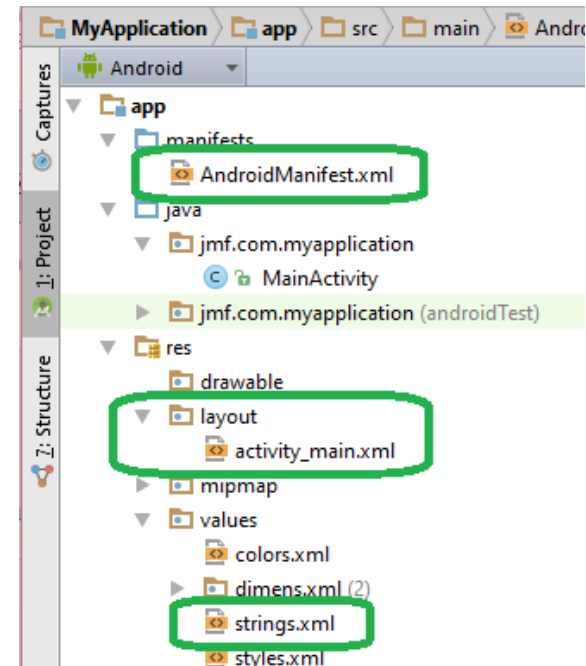 MyApplication app src main Andro
Android
Captures
1: Project
7: Structure
app
manifests
AndroidManifest.xml
java
jmf.com.myapplication
MainActivity
jmf.com.myapplication (androidTest)
res
drawable
layout
activity_main.xml
mipmap
values
colors.xml
dimens.xml (2)
strings.xml
styles.xml